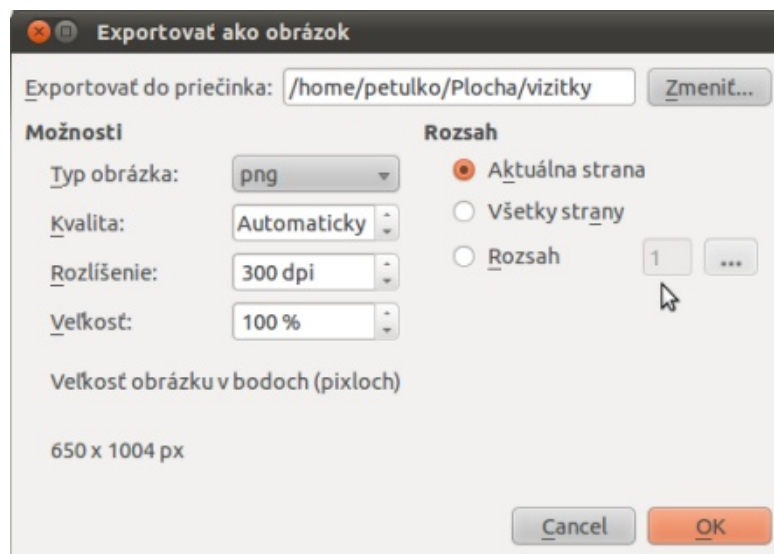 Exportovať ako obrázok
Exportovať do priečinka: /home/petulko/Plocha/vizitky Zmeniť...
Možnosti
Typ obrázka: png
Kvalita: Automaticky
Rozlíšenie: 300 dpi
Veľkosť: 100 %
Veľkosť obrázku v bodoch (pixloch)
650 x 1004 px
Rozsah
Aktuálna strana
Všetky strany
Rozsah 1 ...
Cancel OK